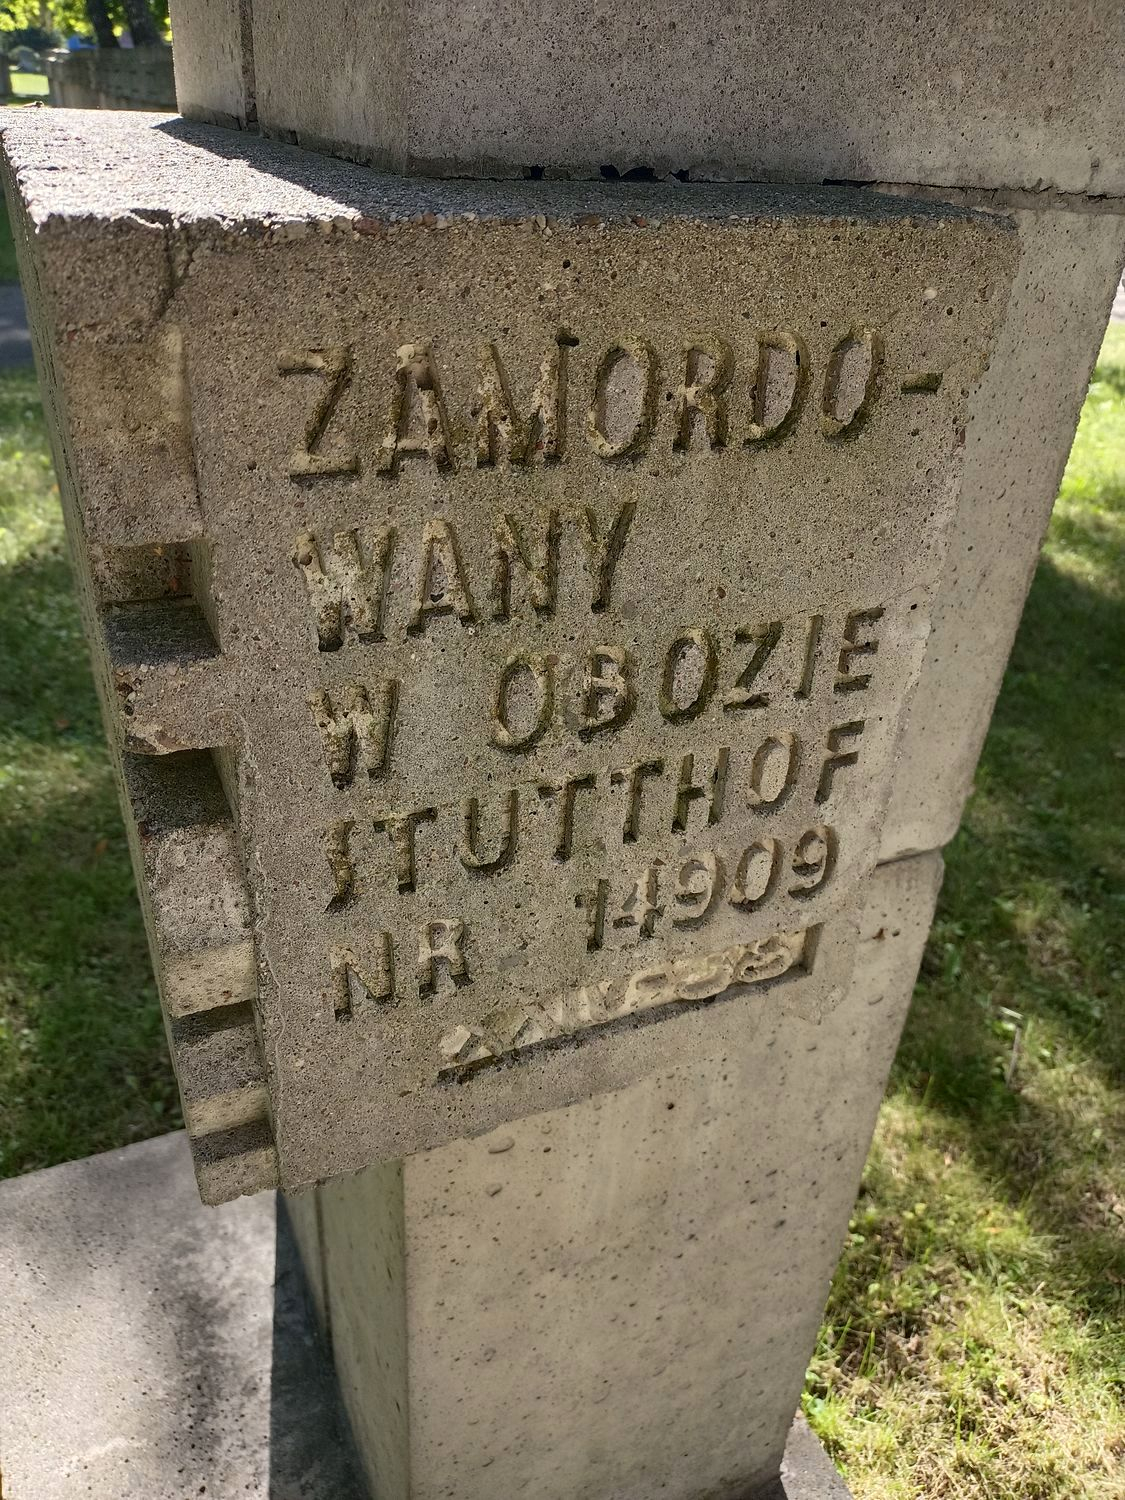 ZAMORDO-
WANY
W OBOZIE
STUTTHOF
NR 14909